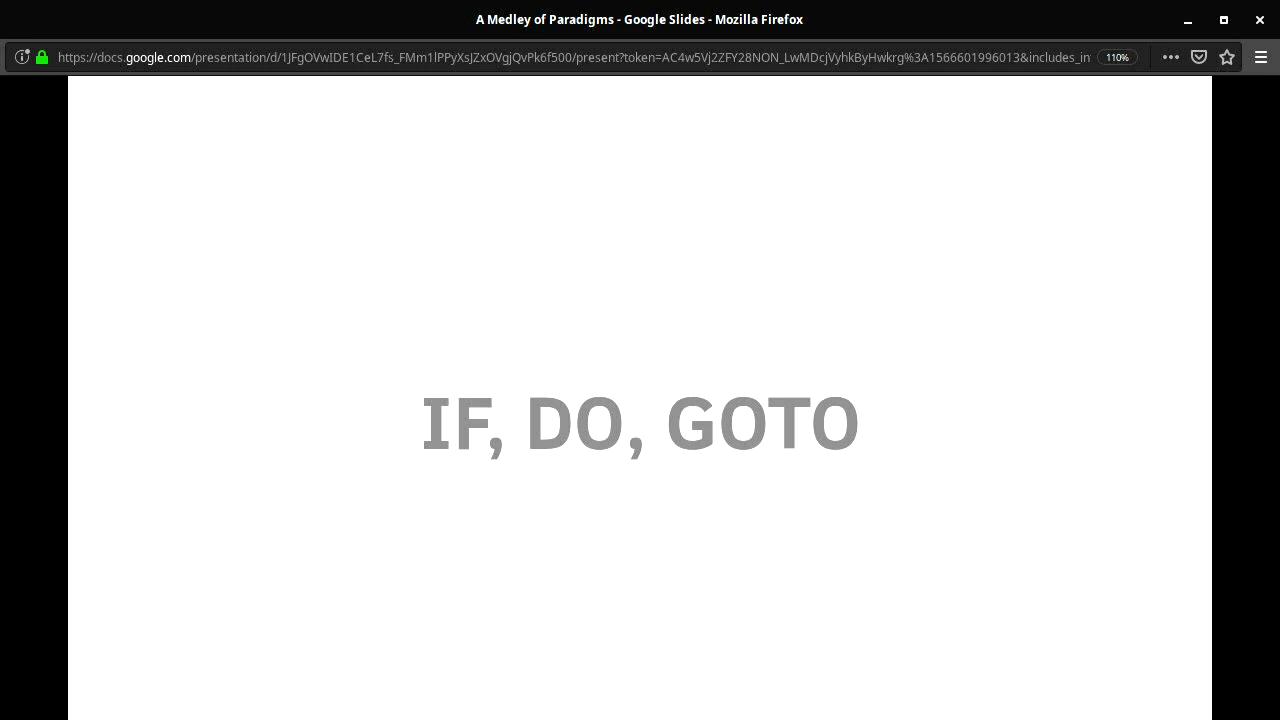 A Medley of Paradigms - Google Slides - Mozilla Firefox
https://docs.google.com/presentation/d/1JFgOVwIDE1CeL7fs_FMm1lPPyXsJZxOVgjQvPk6f500/present?token=AC4w5Vj2ZFY28NON_LwMDcjVyhkByHwkrg%3A1566601996013&includes_in 110%
IF, DO, GOTO